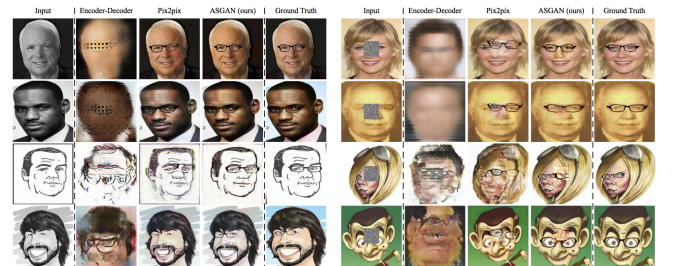 Input Encoder-Decoder Pix2pix ASGAN (ours) Ground Truth Input Encoder-Decoder Pix2pix ASGAN (ours) Ground Truth